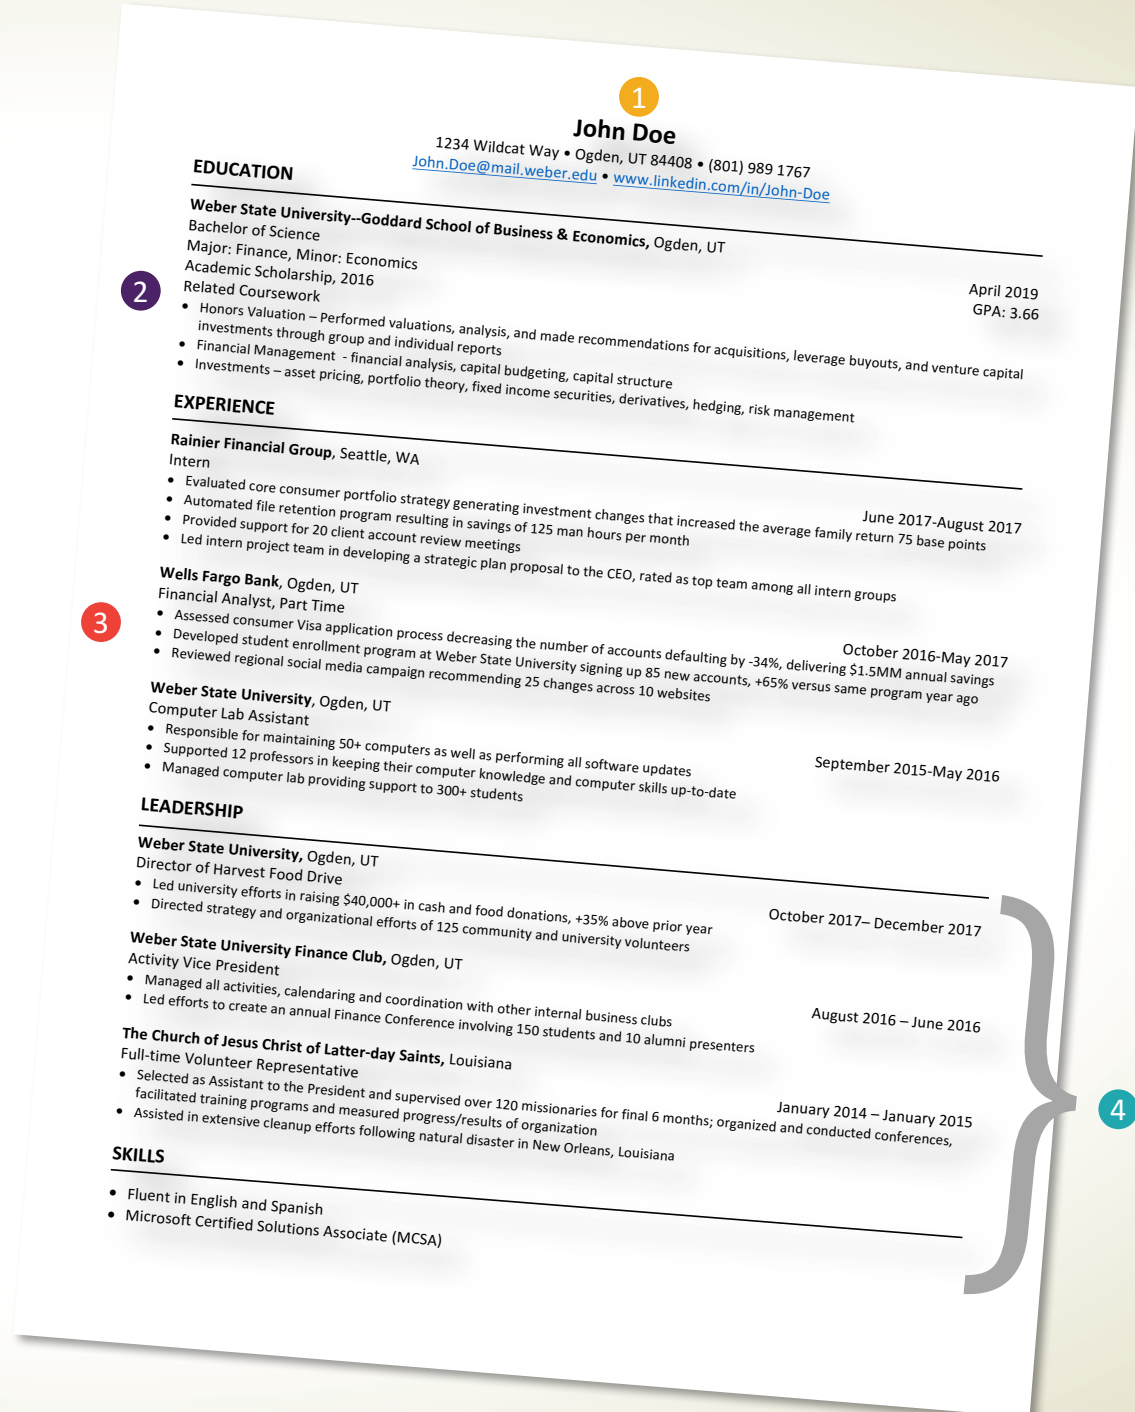 1
John Doe
1234 Wildcat Way • Ogden, UT 84408 • (801) 989 1767
John.Doe@mail.weber.edu • www.linkedin.com/in/John-Doe
EDUCATION
Weber State University--Goddard School of Business & Economics, Ogden, UT
April 2019
Bachelor of Science
GPA: 3.66
Major: Finance, Minor: Economics
Academic Scholarship, 2016
2
Related Coursework
• Honors Valuation – Performed valuations, analysis, and made recommendations for acquisitions, leverage buyouts, and venture capital
investments through group and individual reports
• Financial Management - financial analysis, capital budgeting, capital structure
• Investments – asset pricing, portfolio theory, fixed income securities, derivatives, hedging, risk management
EXPERIENCE
Rainier Financial Group, Seattle, WA
June 2017-August 2017
Intern
• Evaluated core consumer portfolio strategy generating investment changes that increased the average family return 75 base points
• Automated file retention program resulting in savings of 125 man hours per month
• Provided support for 20 client account review meetings
• Led intern project team in developing a strategic plan proposal to the CEO, rated as top team among all intern groups
Wells Fargo Bank, Ogden, UT
October 2016-May 2017
Financial Analyst, Part Time
3
• Assessed consumer Visa application process decreasing the number of accounts defaulting by -34%, delivering $1.5MM annual savings
• Developed student enrollment program at Weber State University signing up 85 new accounts, +65% versus same program year ago
• Reviewed regional social media campaign recommending 25 changes across 10 websites
Weber State University, Ogden, UT
September 2015-May 2016
Computer Lab Assistant
• Responsible for maintaining 50+ computers as well as performing all software updates
• Supported 12 professors in keeping their computer knowledge and computer skills up-to-date
• Managed computer lab providing support to 300+ students
LEADERSHIP
Weber State University, Ogden, UT
October 2017– December 2017
Director of Harvest Food Drive
• Led university efforts in raising $40,000+ in cash and food donations, +35% above prior year
• Directed strategy and organizational efforts of 125 community and university volunteers
Weber State University Finance Club, Ogden, UT
August 2016 – June 2016
Activity Vice President
• Managed all activities, calendaring and coordination with other internal business clubs
• Led efforts to create an annual Finance Conference involving 150 students and 10 alumni presenters
The Church of Jesus Christ of Latter-day Saints, Louisiana
January 2014 – January 2015
Full-time Volunteer Representative
• Selected as Assistant to the President and supervised over 120 missionaries for final 6 months; organized and conducted conferences,
facilitated training programs and measured progress/results of organization
• Assisted in extensive cleanup efforts following natural disaster in New Orleans, Louisiana
4
SKILLS
• Fluent in English and Spanish
• Microsoft Certified Solutions Associate (MCSA)